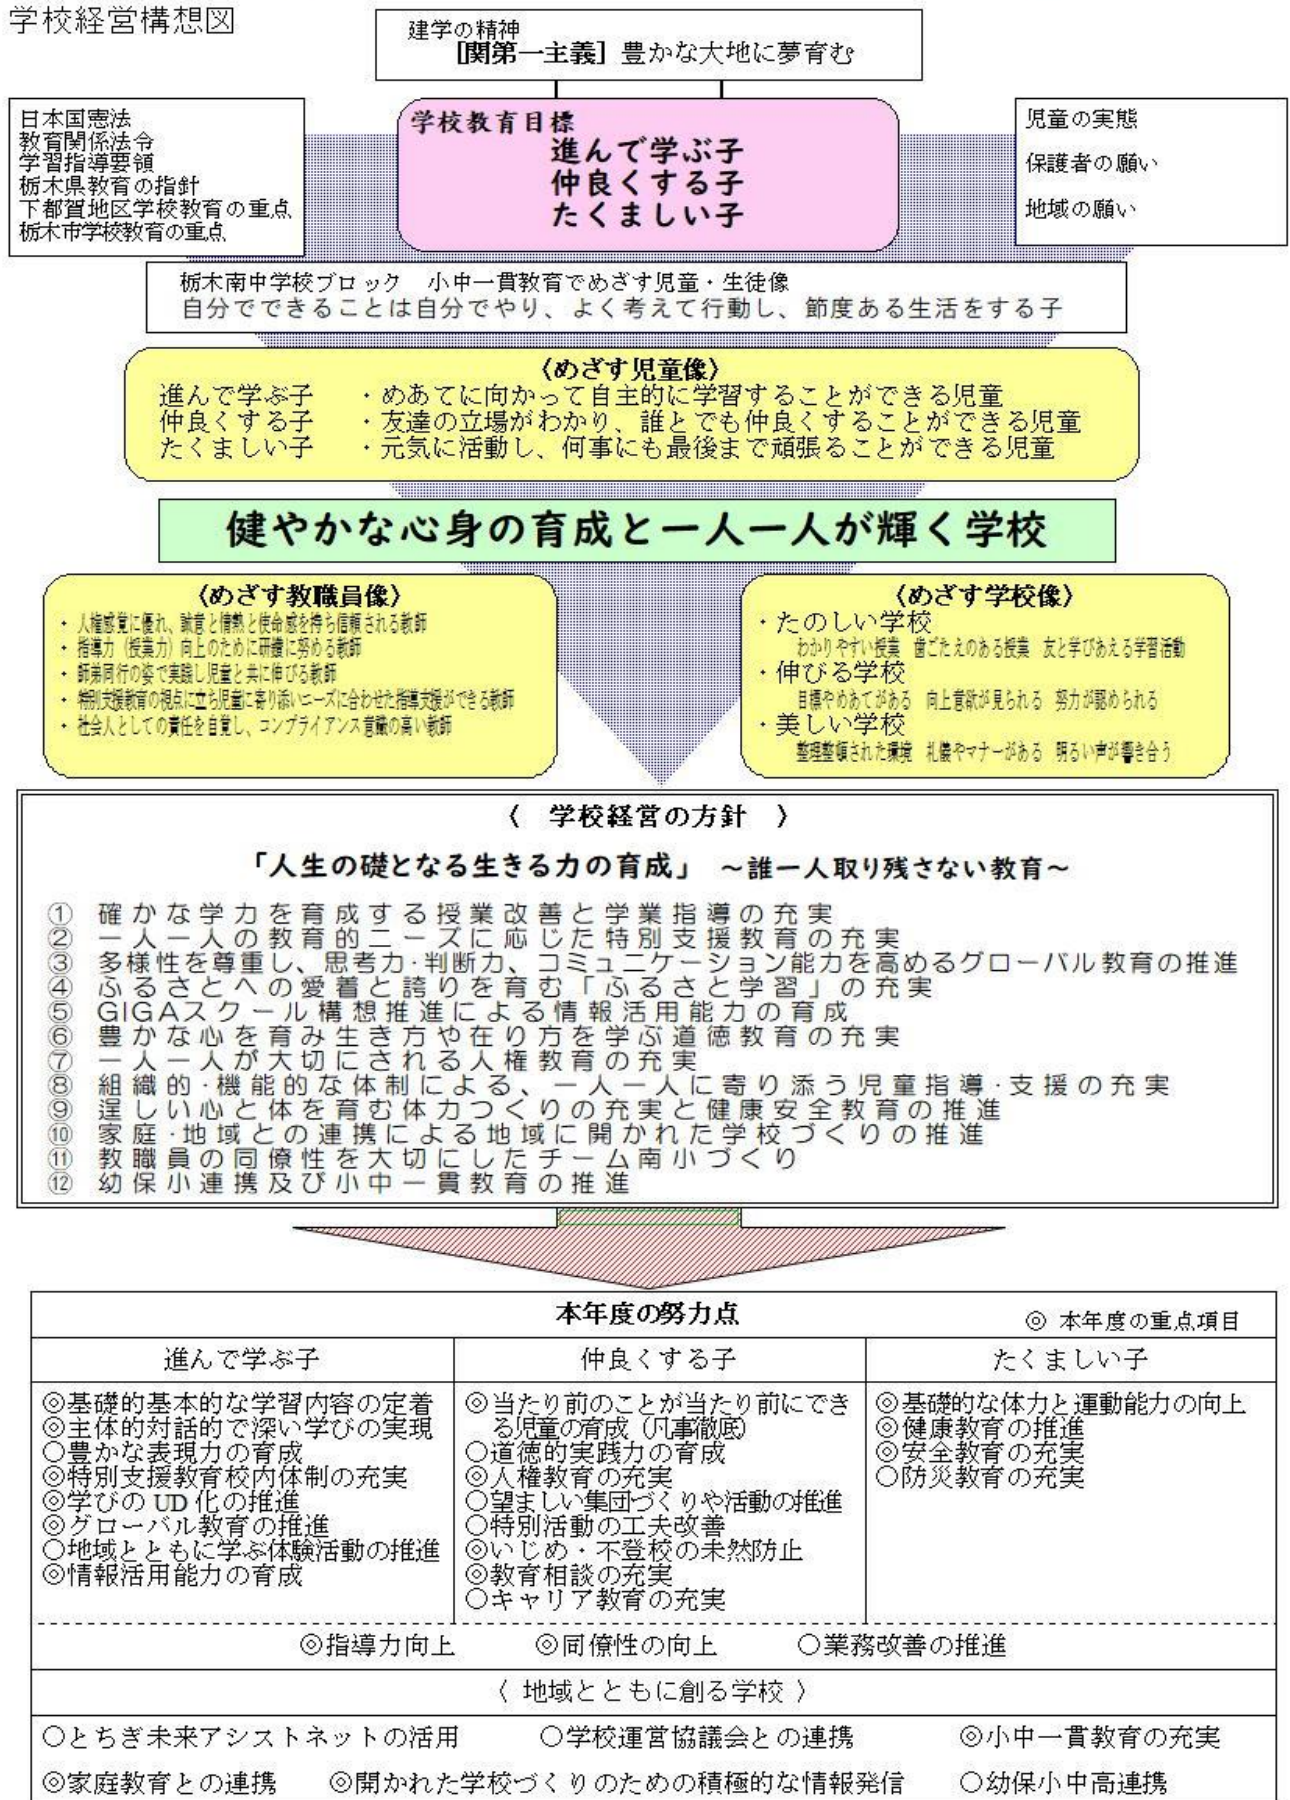 学校経営構想図
建学の精神
［関第一主義］豊かな大地に夢育む
日本国憲法
教育関係法令
学習指導要領
栃木県教育の指針
下都賀地区学校教育の重点
栃木市学校教育の重点
学校教育目標
進んで学ぶ子
仲良くする子
たくましい子
児童の実態
保護者の願い
地域の願い
栃木南中学校ブロック　小中一貫教育でめざす児童・生徒像
自分でできることは自分でやり、よく考えて行動し、節度ある生活をする子
〈めざす児童像〉
進んで学ぶ子　・めあてに向かって自主的に学習することができる児童
仲良くする子　・友達の立場がわかり、誰とでも仲良くすることができる児童
たくましい子　・元気に活動し、何事にも最後まで頑張ることができる児童
健やかな心身の育成と一人一人が輝く学校
〈めざす教職員像〉
・人権感覚に優れ、誠意と情熱と使命感を持ち信頼される教師
・指導力（授業力）向上のために研鑽に努める教師
・師弟同行の姿で実践し児童と共に伸びる教師
・特別支援教育の視点に立ち児童に寄り添いニーズに合わせた指導支援ができる教師
・社会人としての責任を自覚し、コンプライアンス意識の高い教師
〈めざす学校像〉
・たのしい学校
わかりやすい授業　歯ごたえのある授業　友と学びあえる学習活動
・伸びる学校
目標やめあてがある　向上意欲が見られる　努力が認められる
・美しい学校
整理整頓された環境　礼儀やマナーがある　明るい声が響き合う
〈　学校経営の方針　〉
「人生の礎となる生きる力の育成」　～誰一人取り残さない教育～
①　確かな学力を育成する授業改善と学業指導の充実
②　一人一人の教育的ニーズに応じた特別支援教育の充実
③　多様性を尊重し、思考力・判断力、コミュニケーション能力を高めるグローバル教育の推進
④　ふるさとへの愛着と誇りを育む「ふるさと学習」の充実
⑤　GIGAスクール構想推進による情報活用能力の育成
⑥　豊かな心を育み生き方や在り方を学ぶ道徳教育の充実
⑦　一人一人が大切にされる人権教育の充実
⑧　組織的・機能的な体制による、一人一人に寄り添う児童指導・支援の充実
⑨　逞しい心と体を育む体力つくりの充実と健康安全教育の推進
⑩　家庭・地域との連携による地域に開かれた学校づくりの推進
⑪　教職員の同僚性を大切にしたチーム南小づくり
⑫　幼保小連携及び小中一貫教育の推進
本年度の努力点
◎ 本年度の重点項目
進んで学ぶ子
◎基礎的基本的な学習内容の定着
◎主体的対話的で深い学びの実現
○豊かな表現力の育成
◎特別支援教育校内体制の充実
◎学びの UD 化の推進
◎グローバル教育の推進
○地域とともに学ぶ体験活動の推進
◎情報活用能力の育成
仲良くする子
◎当たり前のことが当たり前にでき
る児童の育成（凡事徹底）
○道徳的実践力の育成
◎人権教育の充実
○望ましい集団づくりや活動の推進
○特別活動の工夫改善
◎いじめ・不登校の未然防止
◎教育相談の充実
○キャリア教育の充実
たくましい子
◎基礎的な体力と運動能力の向上
◎健康教育の推進
◎安全教育の充実
○防災教育の充実
◎指導力向上　◎同僚性の向上　○業務改善の推進
〈 地域とともに創る学校 〉
○とちぎ未来アシストネットの活用　○学校運営協議会との連携　◎小中一貫教育の充実
◎家庭教育との連携　◎開かれた学校づくりのための積極的な情報発信　○幼保小中高連携